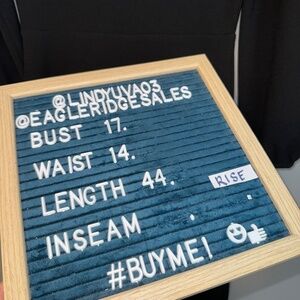 @LINDYUVA03
@EAGLERIDGESALES
BUST 17.
WAIST 14.
LENGTH 44.
RISE
INSEAM .
#BUYME!